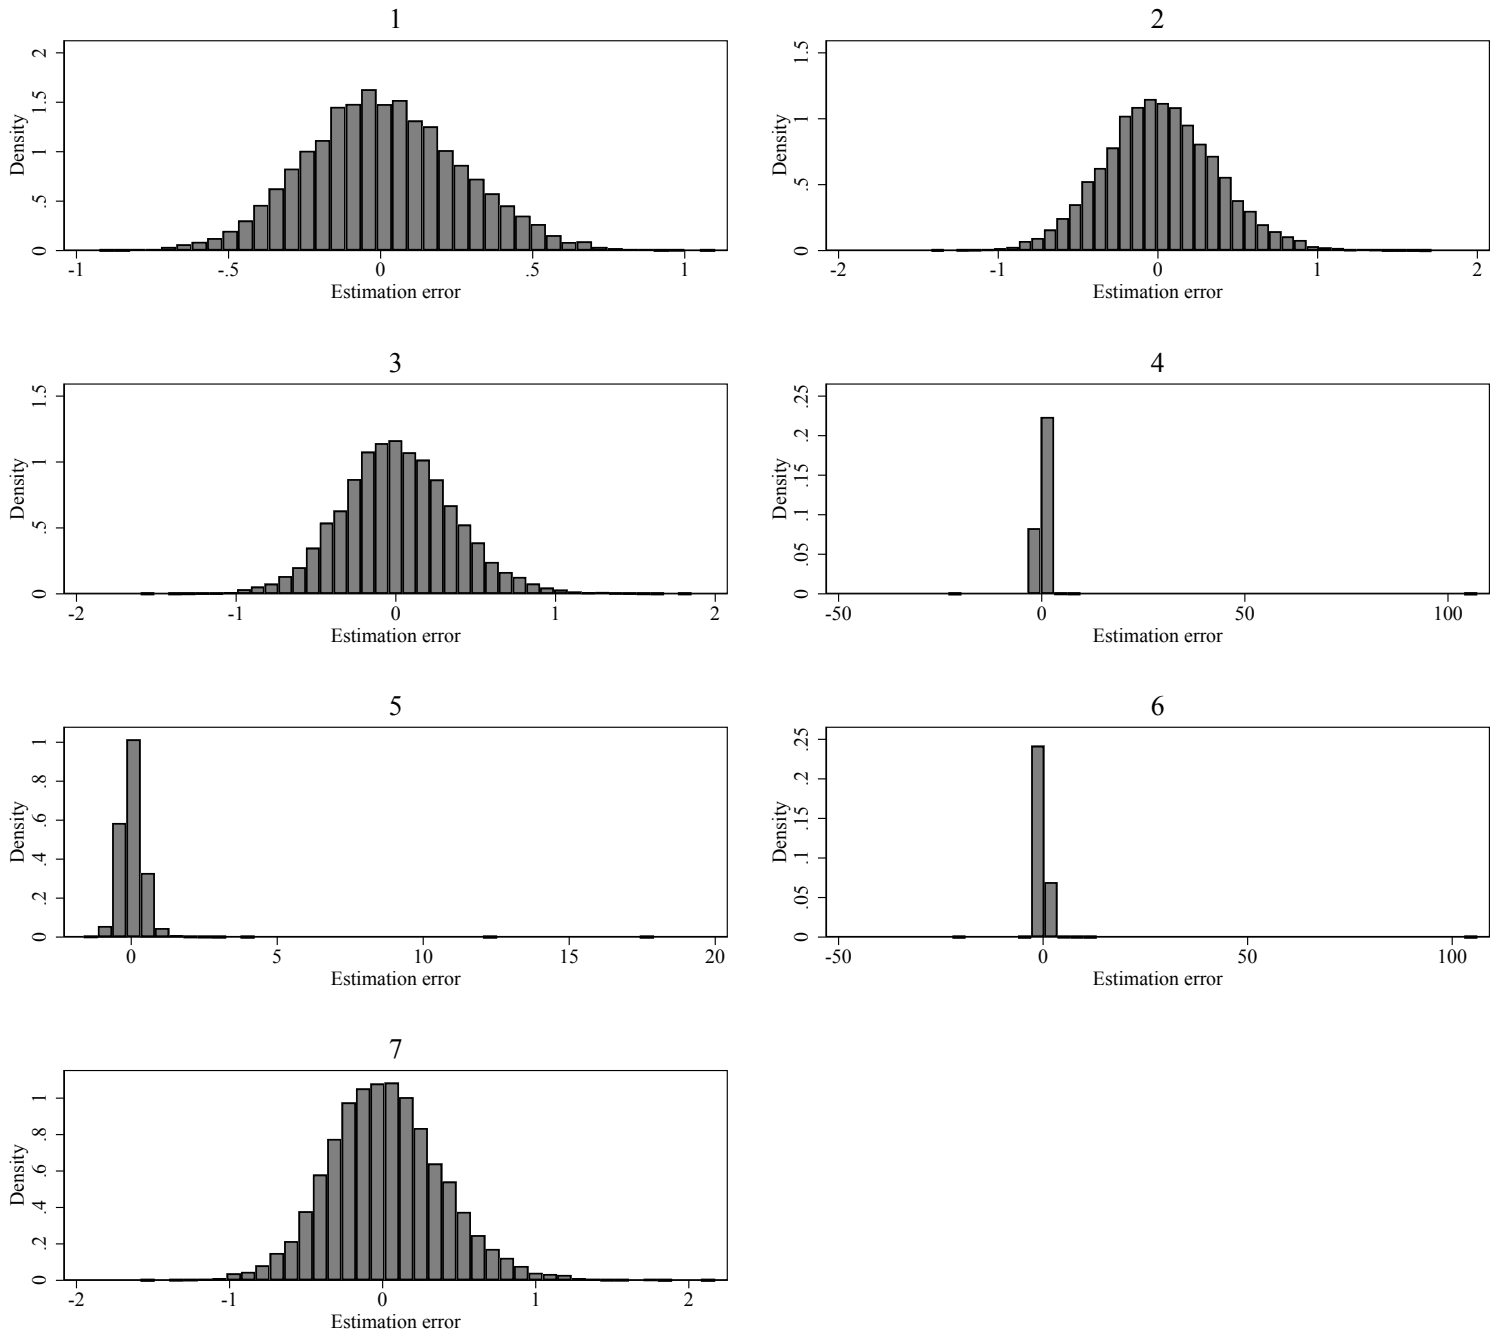 1
Density
0 .5 1 1.5 2
-1 -.5 0 .5 1
Estimation error
2
Density
0 .5 1 1.5
-2 -1 0 1 2
Estimation error
3
Density
0 .5 1 1.5
-2 -1 0 1 2
Estimation error
4
Density
0 .05 .1 .15 .2 .25
-50 0 50 100
Estimation error
5
Density
0 .2 .4 .6 .8 1
0 5 10 15 20
Estimation error
6
Density
0 .05 .1 .15 .2 .25
-50 0 50 100
Estimation error
7
Density
0 .2 .4 .6 .8 1
-2 -1 0 1 2
Estimation error